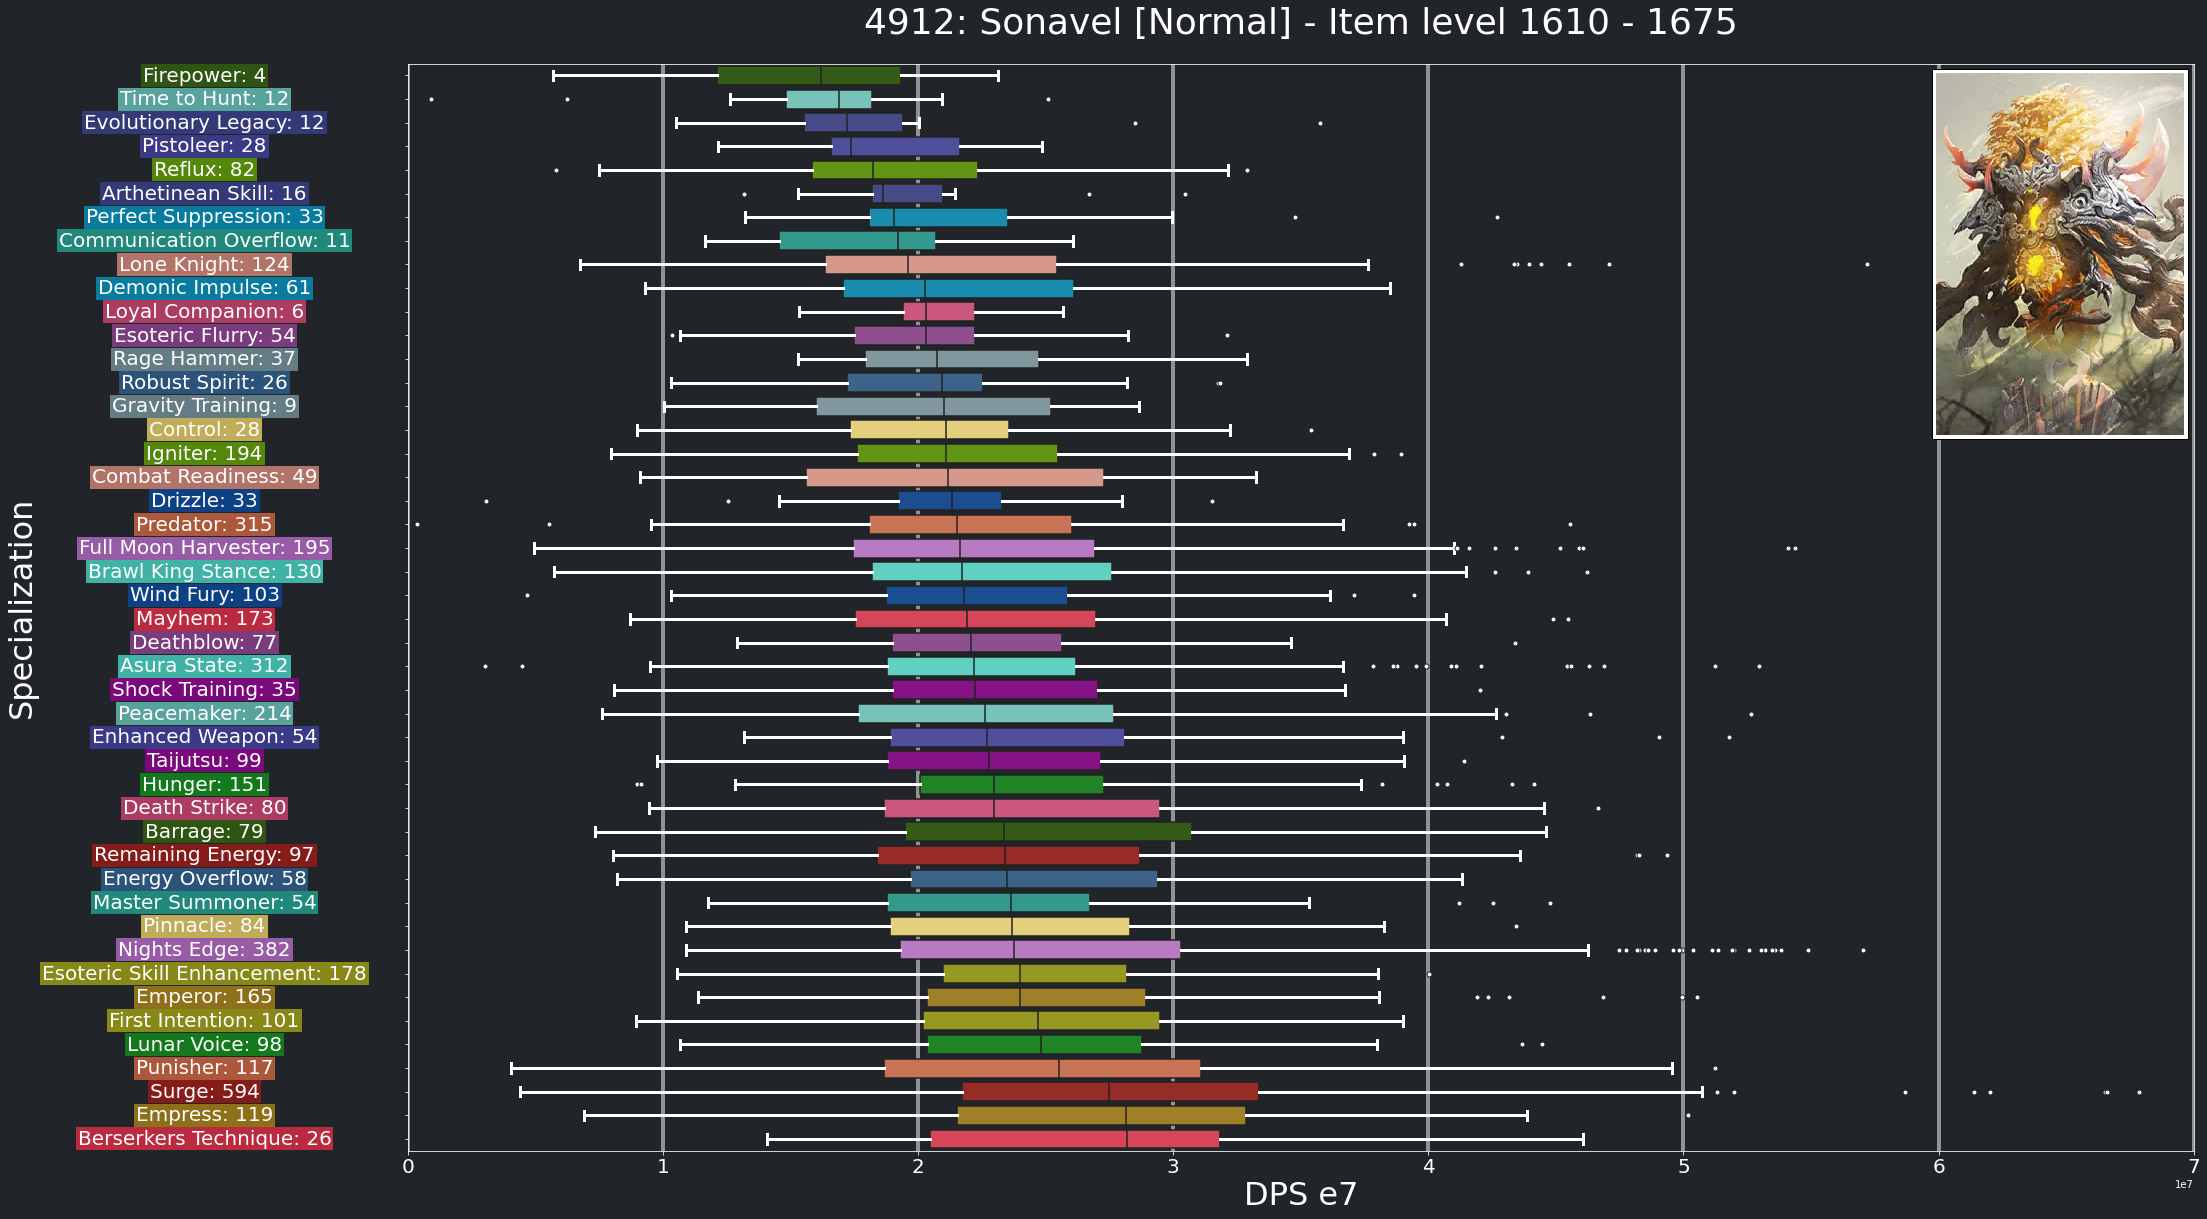 4912: Sonavel [Normal] - Item level 1610 - 1675
Specialization
Firepower: 4
Time to Hunt: 12
Evolutionary Legacy: 12
Pistoleer: 28
Reflux: 82
Arthetinean Skill: 16
Perfect Suppression: 33
Communication Overflow: 11
Lone Knight: 124
Demonic Impulse: 61
Loyal Companion: 6
Esoteric Flurry: 54
Rage Hammer: 37
Robust Spirit: 26
Gravity Training: 9
Control: 28
Igniter: 194
Combat Readiness: 49
Drizzle: 33
Predator: 315
Full Moon Harvester: 195
Brawl King Stance: 130
Wind Fury: 103
Mayhem: 173
Deathblow: 77
Asura State: 312
Shock Training: 35
Peacemaker: 214
Enhanced Weapon: 54
Taijutsu: 99
Hunger: 151
Death Strike: 80
Barrage: 79
Remaining Energy: 97
Energy Overflow: 58
Master Summoner: 54
Pinnacle: 84
Nights Edge: 382
Esoteric Skill Enhancement: 178
Emperor: 165
First Intention: 101
Lunar Voice: 98
Punisher: 117
Surge: 594
Empress: 119
Berserkers Technique: 26
0 1 2 3 4 5 6 7
1e7
DPS e7